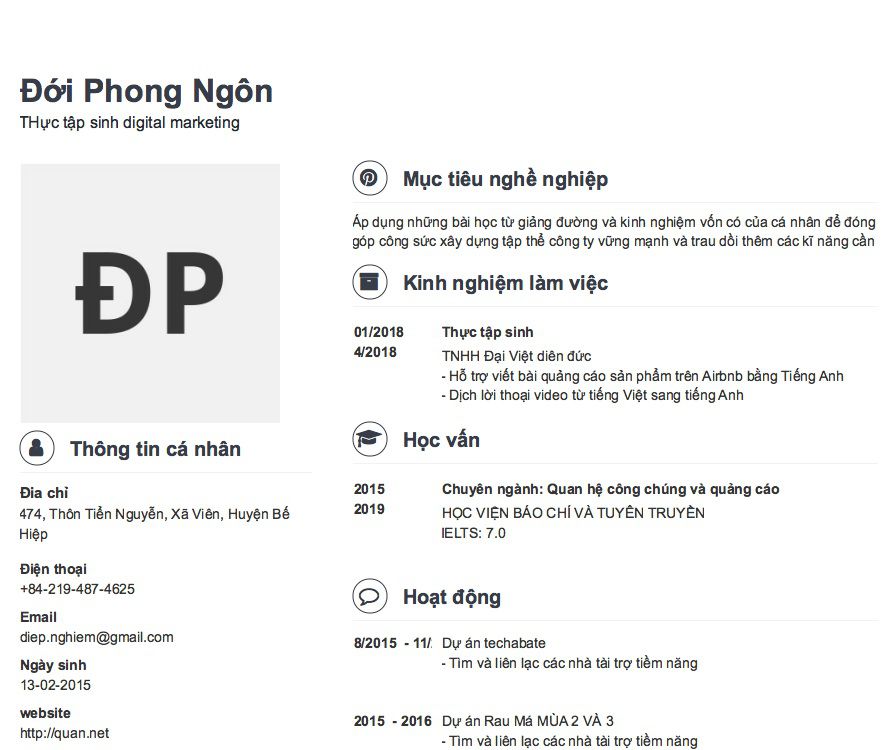 Đới Phong Ngôn
THực tập sinh digital marketing
ĐP
Thông tin cá nhân
Đia chỉ
474, Thôn Tiển Nguyễn, Xã Viên, Huyện Bế
Hiệp
Điện thoại
+84-219-487-4625
Email
diep.nghiem@gmail.com
Ngày sinh
13-02-2015
website
http://quan.net
Mục tiêu nghề nghiệp
Áp dụng những bài học từ giảng đường và kinh nghiệm vốn có của cá nhân để đóng
góp công sức xây dựng tập thể công ty vững mạnh và trau dồi thêm các kĩ năng cần
Kinh nghiệm làm việc
01/2018 Thực tập sinh
4/2018 TNHH Đại Việt diên đức
- Hỗ trợ viết bài quảng cáo sản phẩm trên Airbnb bằng Tiếng Anh
- Dịch lời thoại video từ tiếng Việt sang tiếng Anh
Học vấn
2015 Chuyên ngành: Quan hệ công chúng và quảng cáo
2019 HỌC VIỆN BÁO CHÍ VÀ TUYÊN TRUYỀN
IELTS: 7.0
Hoạt động
8/2015 - 11/ Dự án techabate
- Tìm và liên lạc các nhà tài trợ tiềm năng
2015 - 2016 Dự án Rau Má MÙA 2 VÀ 3
- Tìm và liên lạc các nhà tài trợ tiềm năng